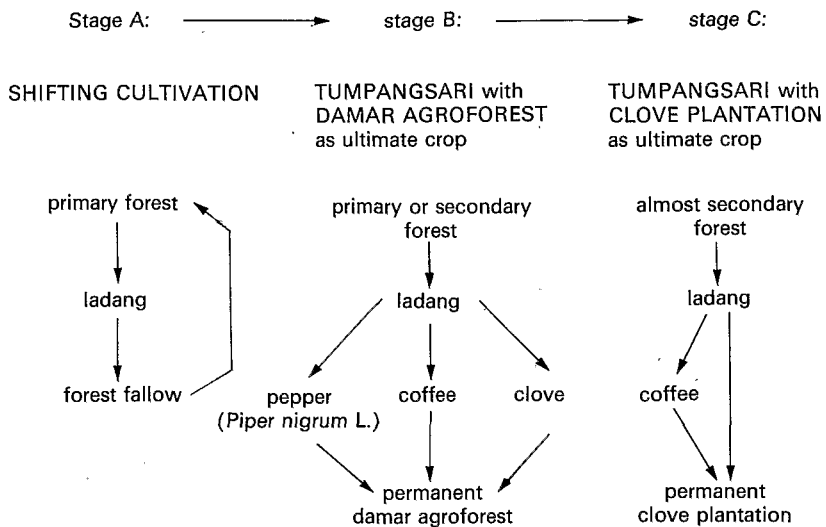 Stage A:
stage B:
stage C:
SHIFTING CULTIVATION
TUMPANGSARI with
DAMAR AGROFOREST
as ultimate crop
TUMPANGSARI with
CLOVE PLANTATION
as ultimate crop
primary forest
ladang
forest fallow
primary or secondary
forest
ladang
pepper
(Piper nigrum L.)
coffee
clove
permanent
damar agroforest
almost secondary
forest
ladang
coffee
permanent
clove plantation